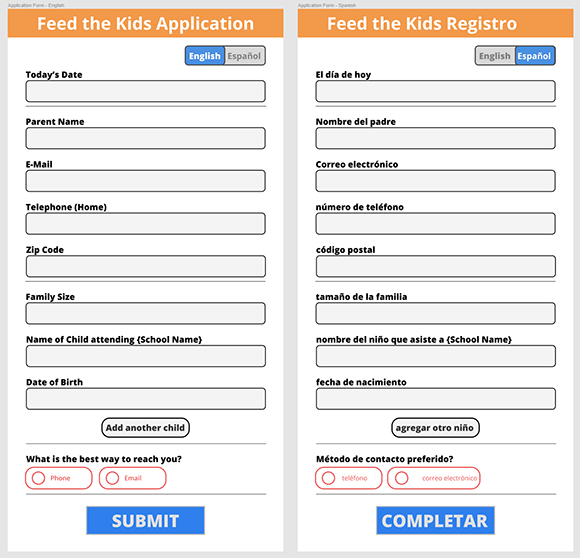 Application Form - English
Feed the Kids Application
English Español
Today's Date
Parent Name
E-Mail
Telephone (Home)
Zip Code
Family Size
Name of Child attending {School Name}
Date of Birth
Add another child
What is the best way to reach you?
Phone Email
SUBMIT
Application Form - Spanish
Feed the Kids Registro
English Español
El día de hoy
Nombre del padre
Correo electrónico
número de teléfono
código postal
tamaño de la familia
nombre del niño que asiste a {School Name}
fecha de nacimiento
agregar otro niño
Método de contacto preferido?
teléfono correo electrónico
COMPLETAR